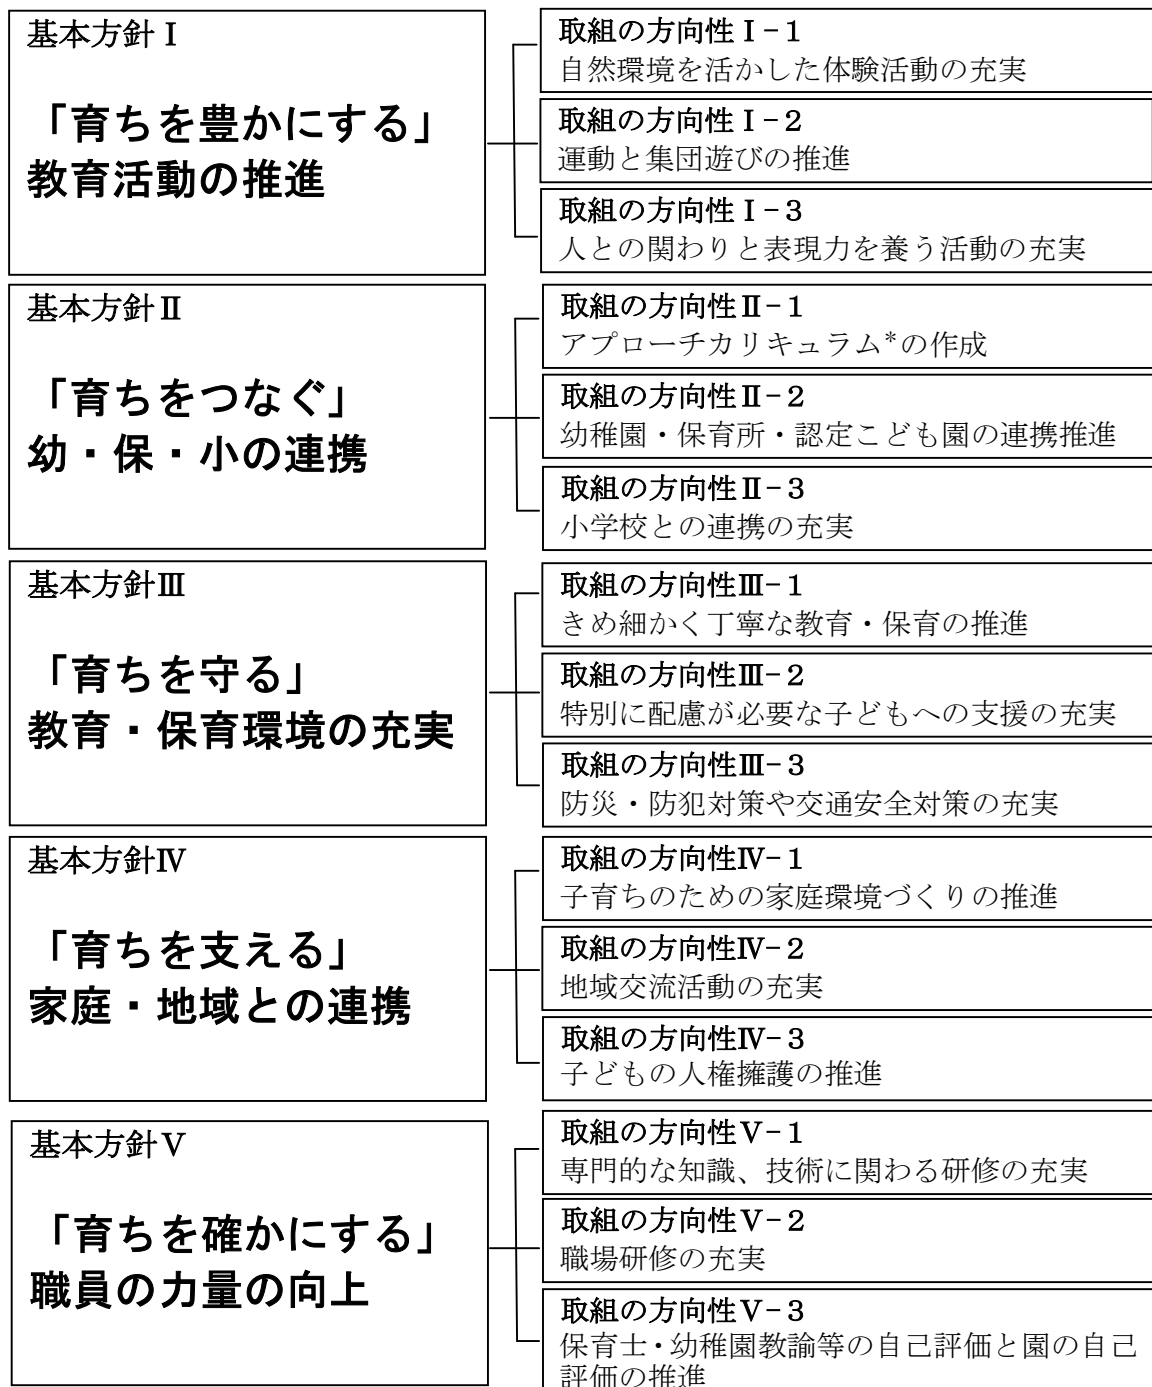 基本方針Ⅰ
「育ちを豊かにする」
教育活動の推進
取組の方向性Ⅰ-1
自然環境を活かした体験活動の充実
取組の方向性Ⅰ-2
運動と集団遊びの推進
取組の方向性Ⅰ-3
人との関わりと表現力を養う活動の充実
基本方針Ⅱ
「育ちをつなぐ」
幼・保・小の連携
取組の方向性Ⅱ-1
アプローチカリキュラム*の作成
取組の方向性Ⅱ-2
幼稚園・保育所・認定こども園の連携推進
取組の方向性Ⅱ-3
小学校との連携の充実
基本方針Ⅲ
「育ちを守る」
教育・保育環境の充実
取組の方向性Ⅲ-1
きめ細かく丁寧な教育・保育の推進
取組の方向性Ⅲ-2
特別に配慮が必要な子どもへの支援の充実
取組の方向性Ⅲ-3
防災・防犯対策や交通安全対策の充実
基本方針Ⅳ
「育ちを支える」
家庭・地域との連携
取組の方向性Ⅳ-1
子育ちのための家庭環境づくりの推進
取組の方向性Ⅳ-2
地域交流活動の充実
取組の方向性Ⅳ-3
子どもの人権擁護の推進
基本方針Ⅴ
「育ちを確かにする」
職員の力量の向上
取組の方向性Ⅴ-1
専門的な知識、技術に関わる研修の充実
取組の方向性Ⅴ-2
職場研修の充実
取組の方向性Ⅴ-3
保育士・幼稚園教諭等の自己評価と園の自己
評価の推進